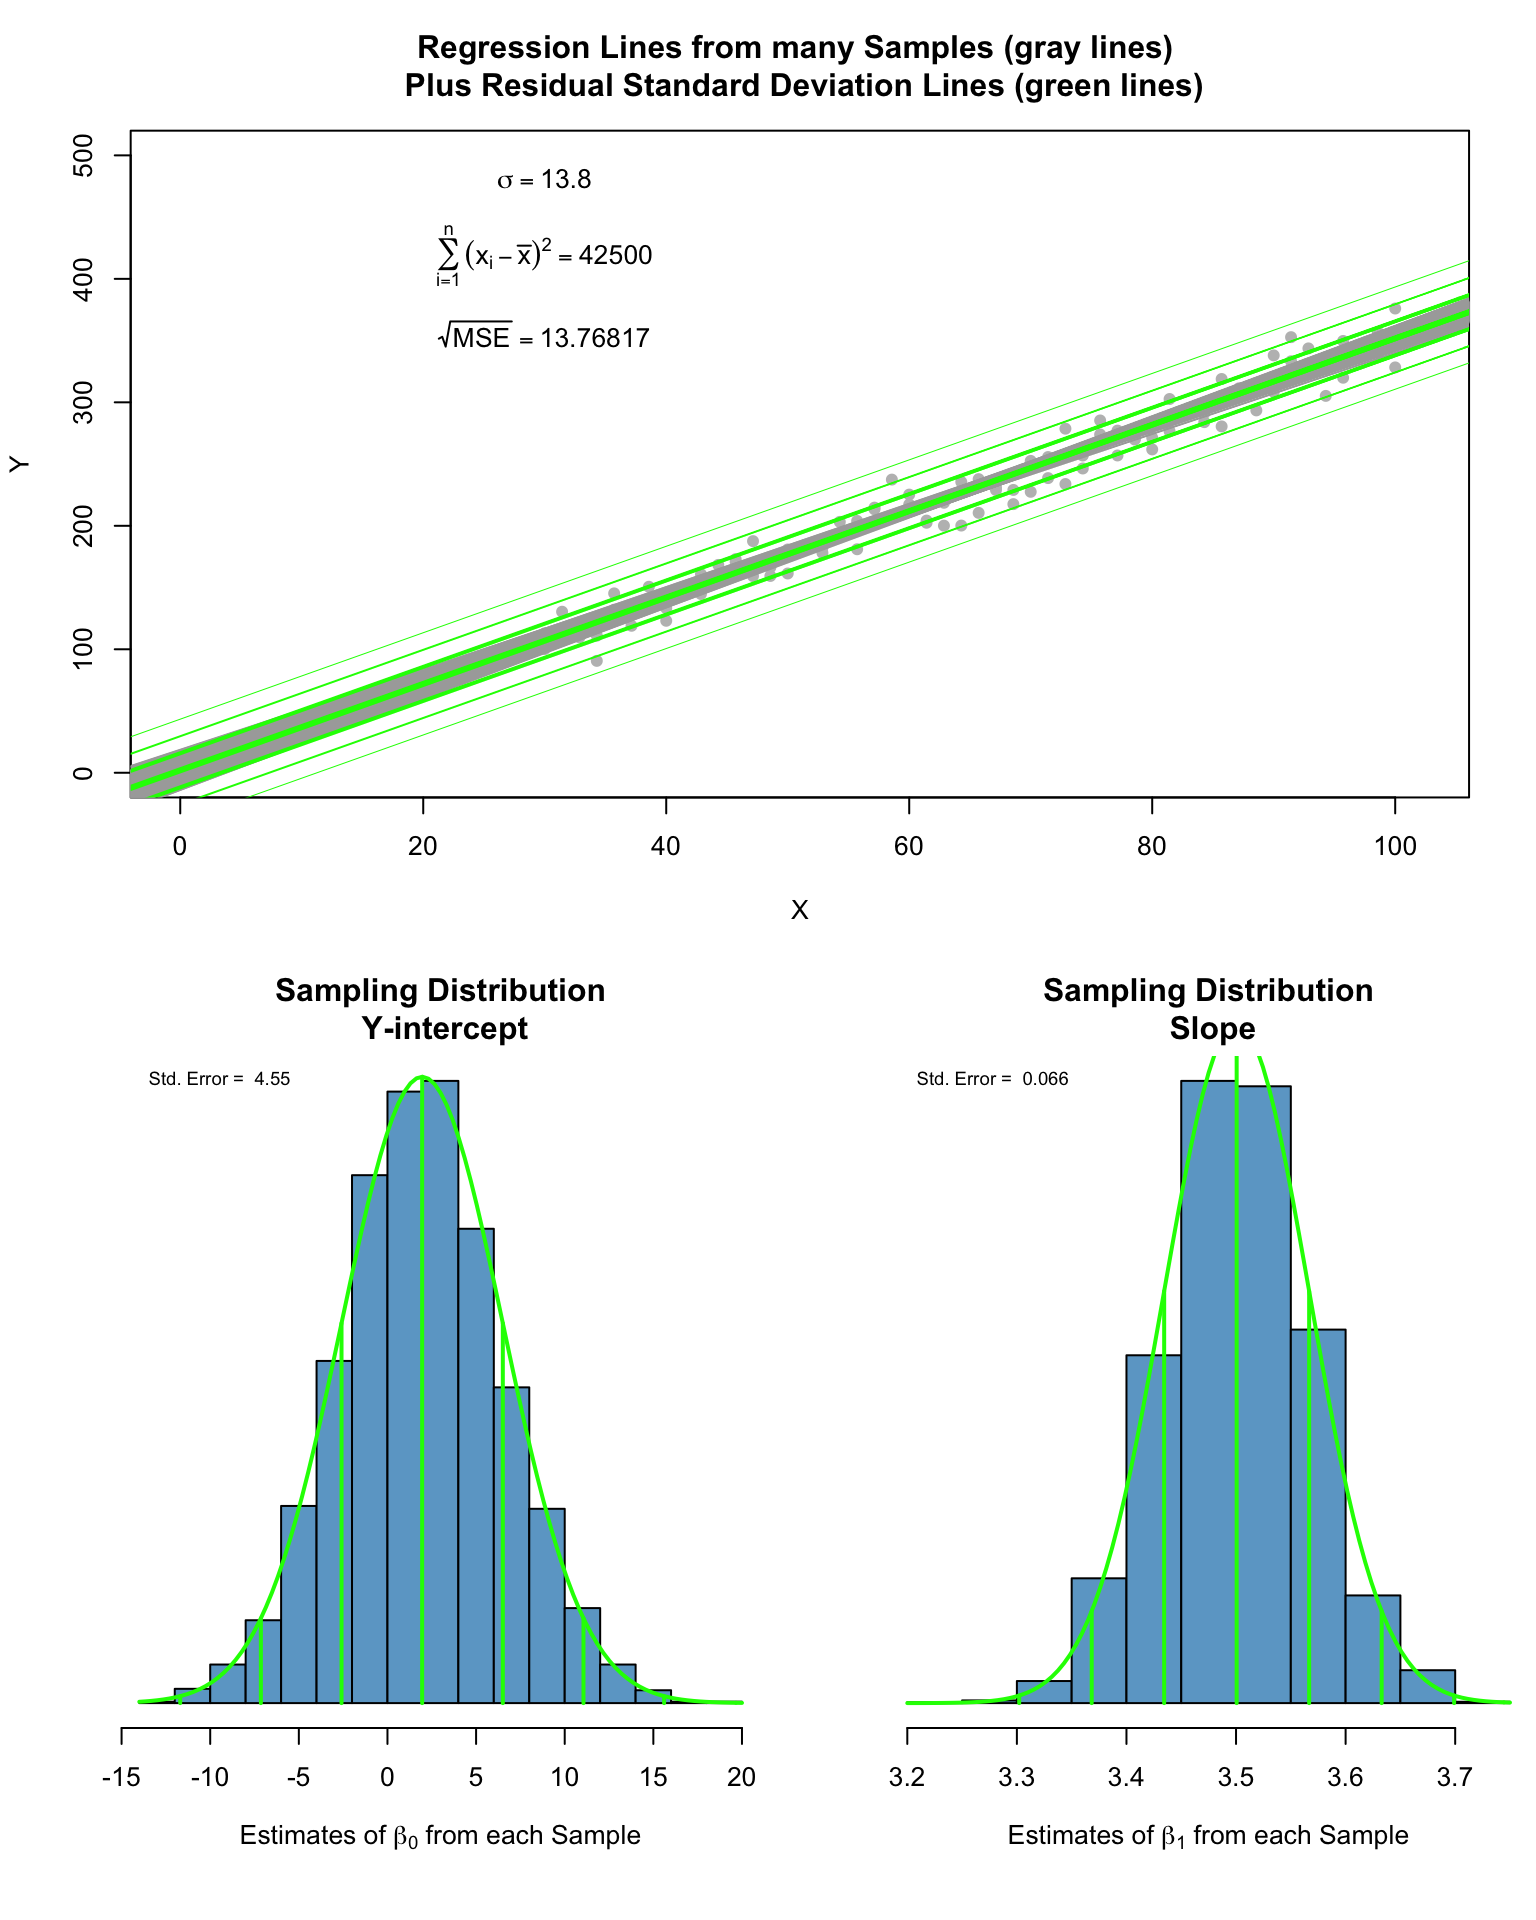 Regression Lines from many Samples (gray lines)
Plus Residual Standard Deviation Lines (green lines)
500
400
300
200
100
0
Y
σ = 13.8
n
∑(xᵢ – x̅)² = 42500
i=1
√MSE = 13.76817
0 20 40 60 80 100
X
Sampling Distribution
Y-intercept
Std. Error = 4.55
-15 -10 -5 0 5 10 15 20
Estimates of β₀ from each Sample
Sampling Distribution
Slope
Std. Error = 0.066
3.2 3.3 3.4 3.5 3.6 3.7
Estimates of β₁ from each Sample